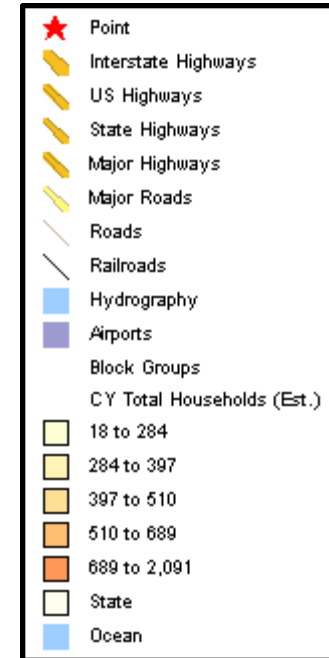 Point
Interstate Highways
US Highways
State Highways
Major Highways
Major Roads
Roads
Railroads
Hydrography
Airports
Block Groups
CY Total Households (Est.)
18 to 284
284 to 397
397 to 510
510 to 689
689 to 2,091
State
Ocean